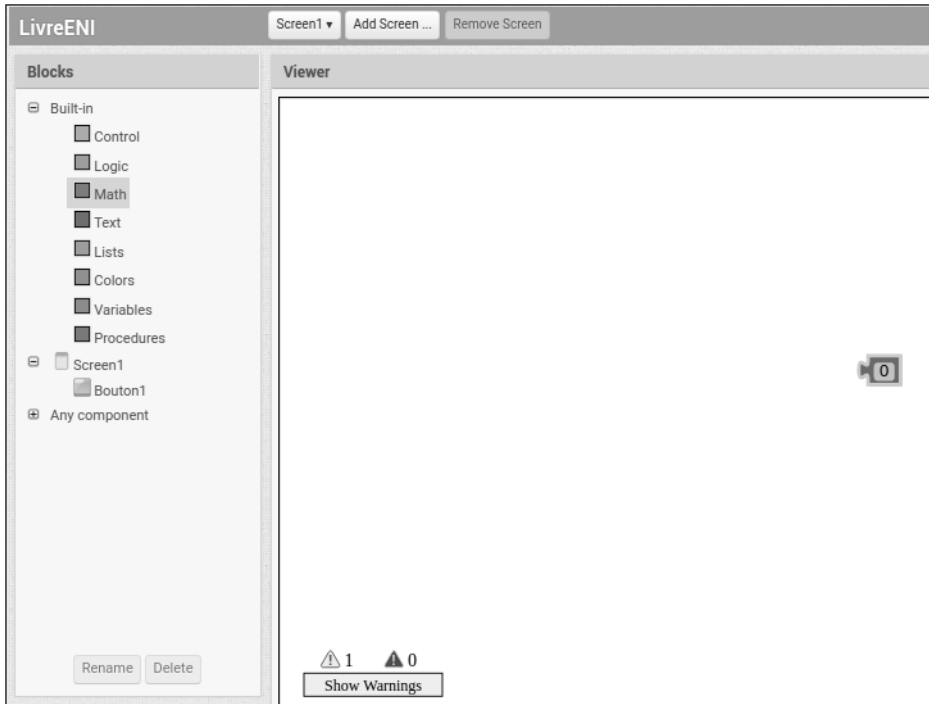 LivreENI
Screen1 ▾ Add Screen ... Remove Screen
Blocks
Viewer
Built-in
Control
Logic
Math
Text
Lists
Colors
Variables
Procedures
Screen1
Bouton1
Any component
Rename Delete
0
1 0
Show Warnings